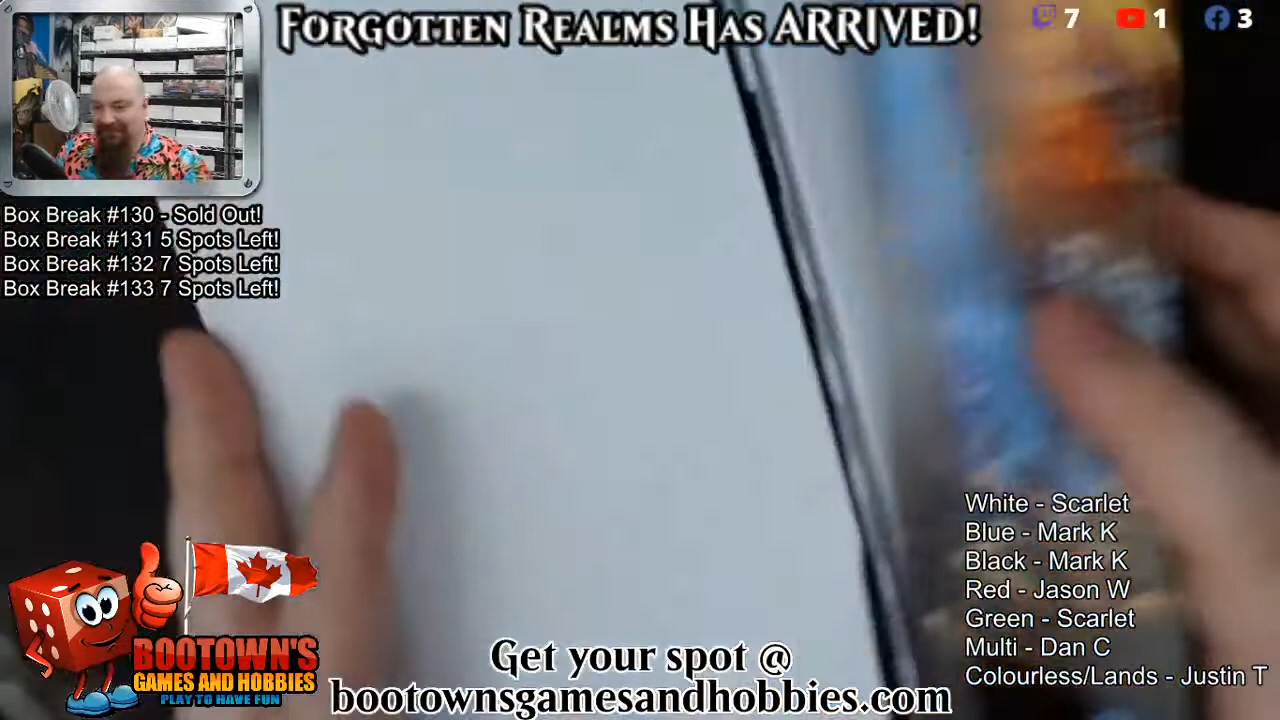 FORGOTTEN REALMS HAS ARRIVED!
7 1 3
Box Break #130 - Sold Out!
Box Break #131 5 Spots Left!
Box Break #132 7 Spots Left!
Box Break #133 7 Spots Left!
White - Scarlet
Blue - Mark K
Black - Mark K
Red - Jason W
Green - Scarlet
Multi - Dan C
Colourless/Lands - Justin T
BOOTOWN'S
GAMES AND HOBBIES
PLAY TO HAVE FUN
Get your spot @
bootownsgamesandhobbies.com